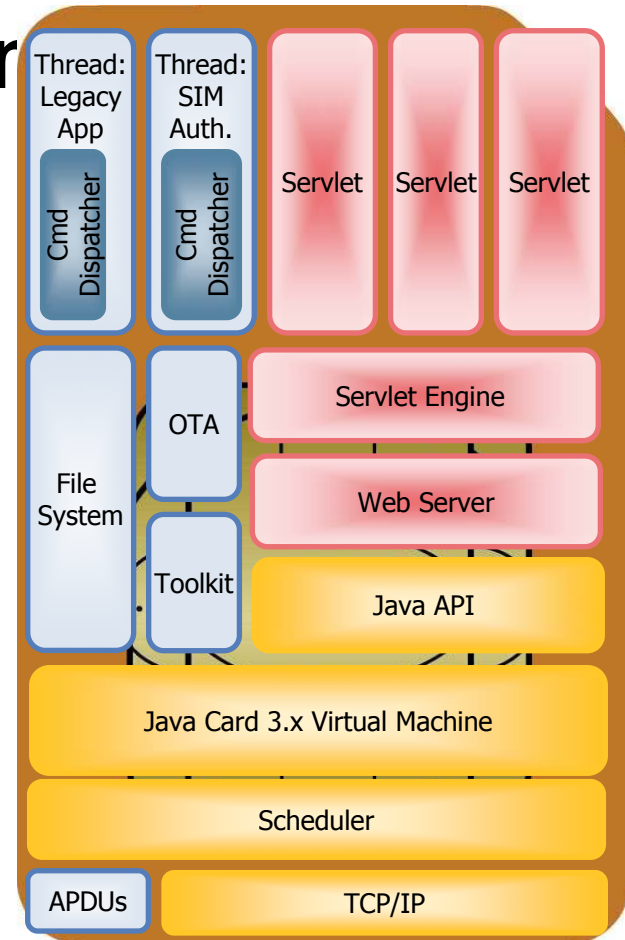 r
Thread:
Legacy
App
Cmd
Dispatcher
Thread:
SIM
Auth.
Cmd
Dispatcher
Servlet
Servlet
Servlet
File
System
OTA
Toolkit
Servlet Engine
Web Server
Java API
Java Card 3.x Virtual Machine
Scheduler
APDUs
TCP/IP